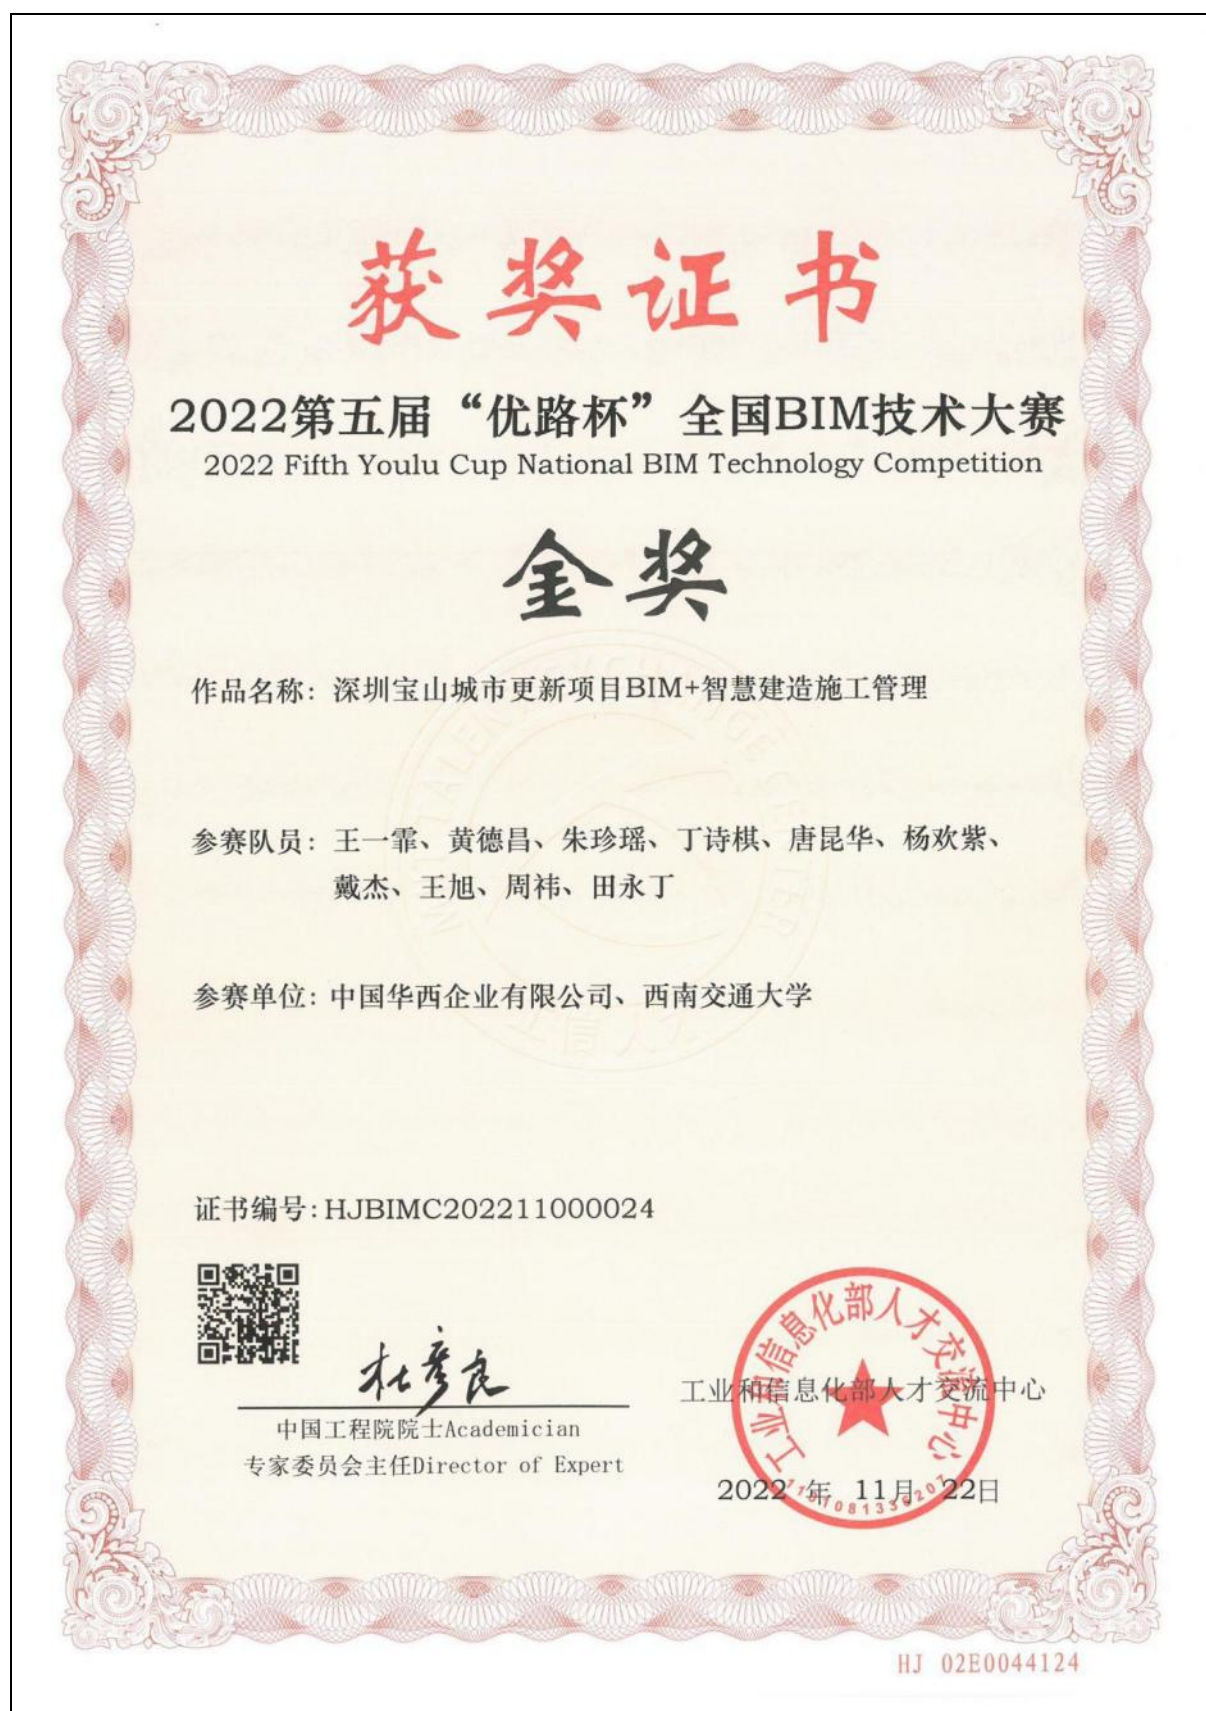 获奖证书
2022第五届“优路杯”全国BIM技术大赛
2022 Fifth Youlu Cup National BIM Technology Competition
金奖
作品名称：深圳宝山城市更新项目BIM+智慧建造施工管理
参赛队员：王一霏、黄德昌、朱珍瑶、丁诗棋、唐昆华、杨欢紫、
戴杰、王旭、周祎、田永丁
参赛单位：中国华西企业有限公司、西南交通大学
证书编号：HJBIMC202211000024
杜彦良
中国工程院院士Academician
专家委员会主任Director of Expert
工业和信息化部人才交流中心
工业和信息化部人才交流中心
2022 年 11月 22日
HJ 02E0044124